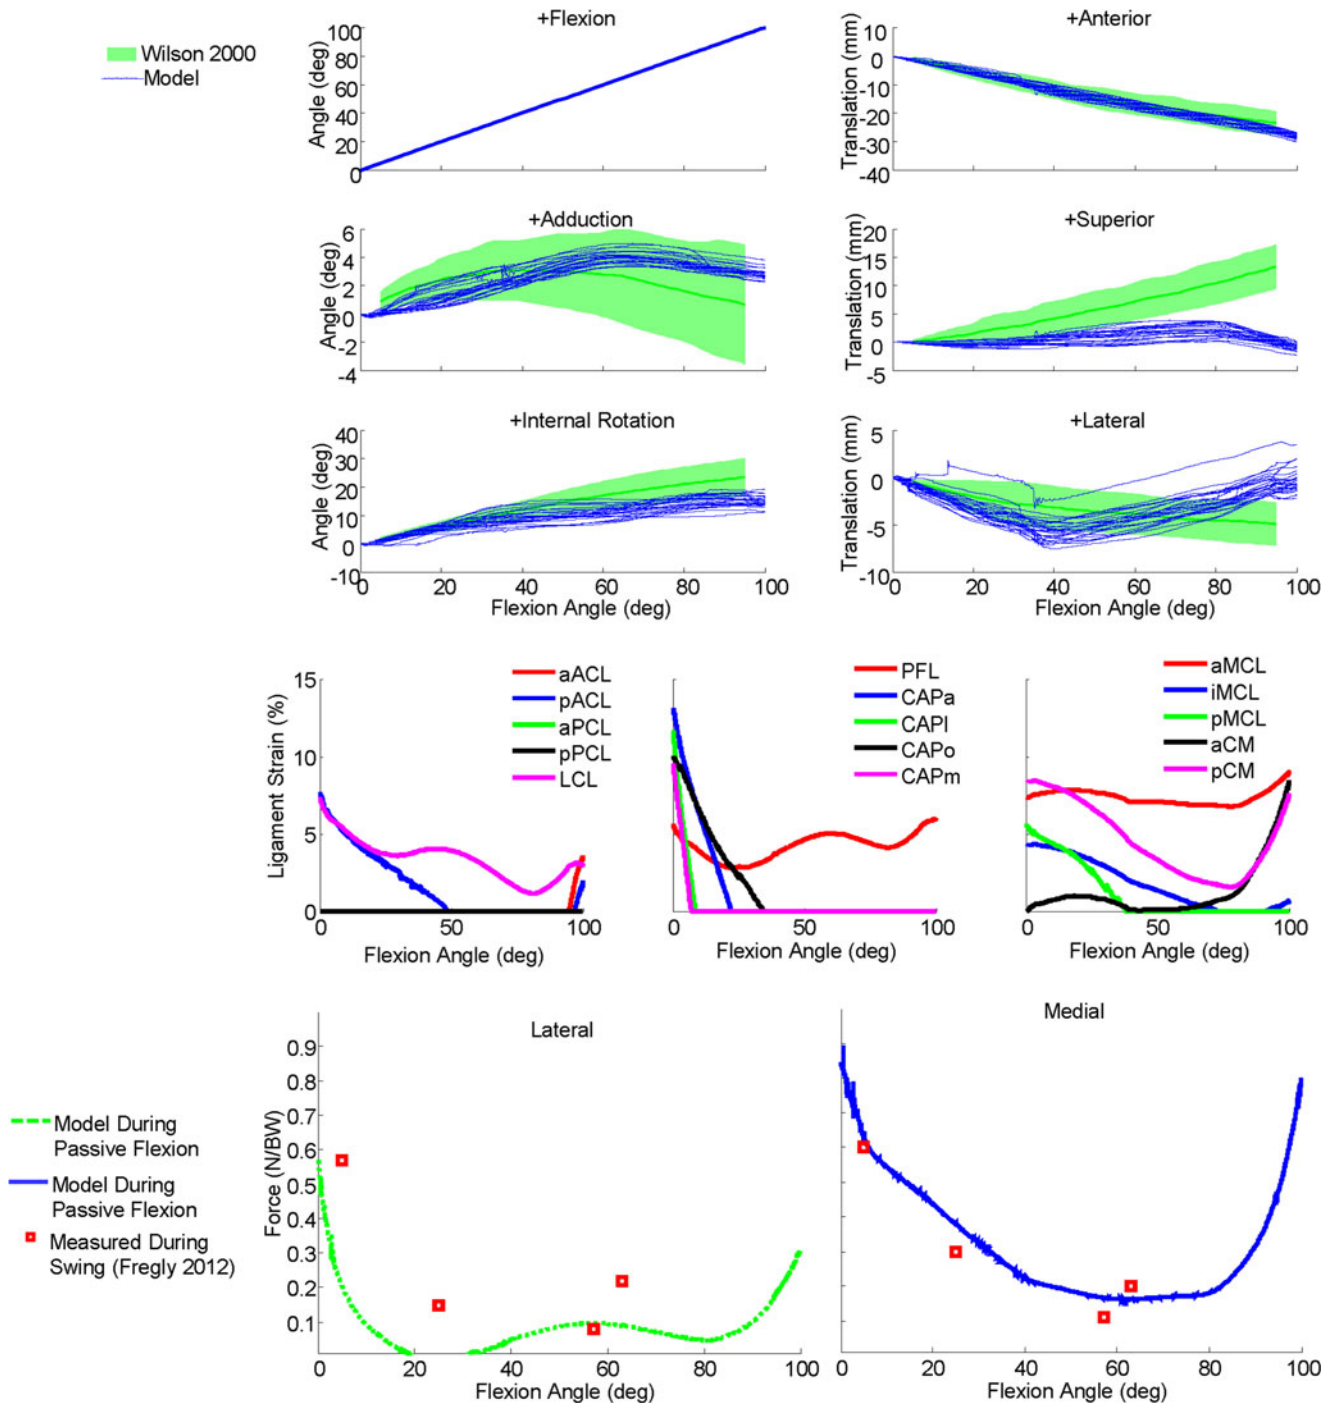 Wilson 2000
Model
+Flexion
Angle (deg)
100
80
60
40
20
0
0 20 40 60 80 100
+Anterior
Translation (mm)
10
0
-10
-20
-30
-40
+Adduction
Angle (deg)
6
4
2
0
-2
-4
+Superior
Translation (mm)
20
15
10
5
0
-5
+Internal Rotation
Angle (deg)
40
30
20
10
0
-10
0 20 40 60 80 100
Flexion Angle (deg)
+Lateral
Translation (mm)
5
0
-5
-10
0 20 40 60 80 100
Flexion Angle (deg)
Ligament Strain (%)
15
10
5
0
50 100
Flexion Angle (deg)
aACL
pACL
aPCL
pPCL
LCL
PFL
CAPa
CAPl
CAPo
CAPm
0 50 100
Flexion Angle (deg)
aMCL
iMCL
pMCL
aCM
pCM
0 50 100
Flexion Angle (deg)
Model During
Passive Flexion
Model During
Passive Flexion
Measured During
Swing (Fregly 2012)
Lateral
Force (N/BW)
0.9
0.8
0.7
0.6
0.5
0.4
0.3
0.2
0.1
0 20 40 60 80 100
Flexion Angle (deg)
Medial
0 20 40 60 80 100
Flexion Angle (deg)